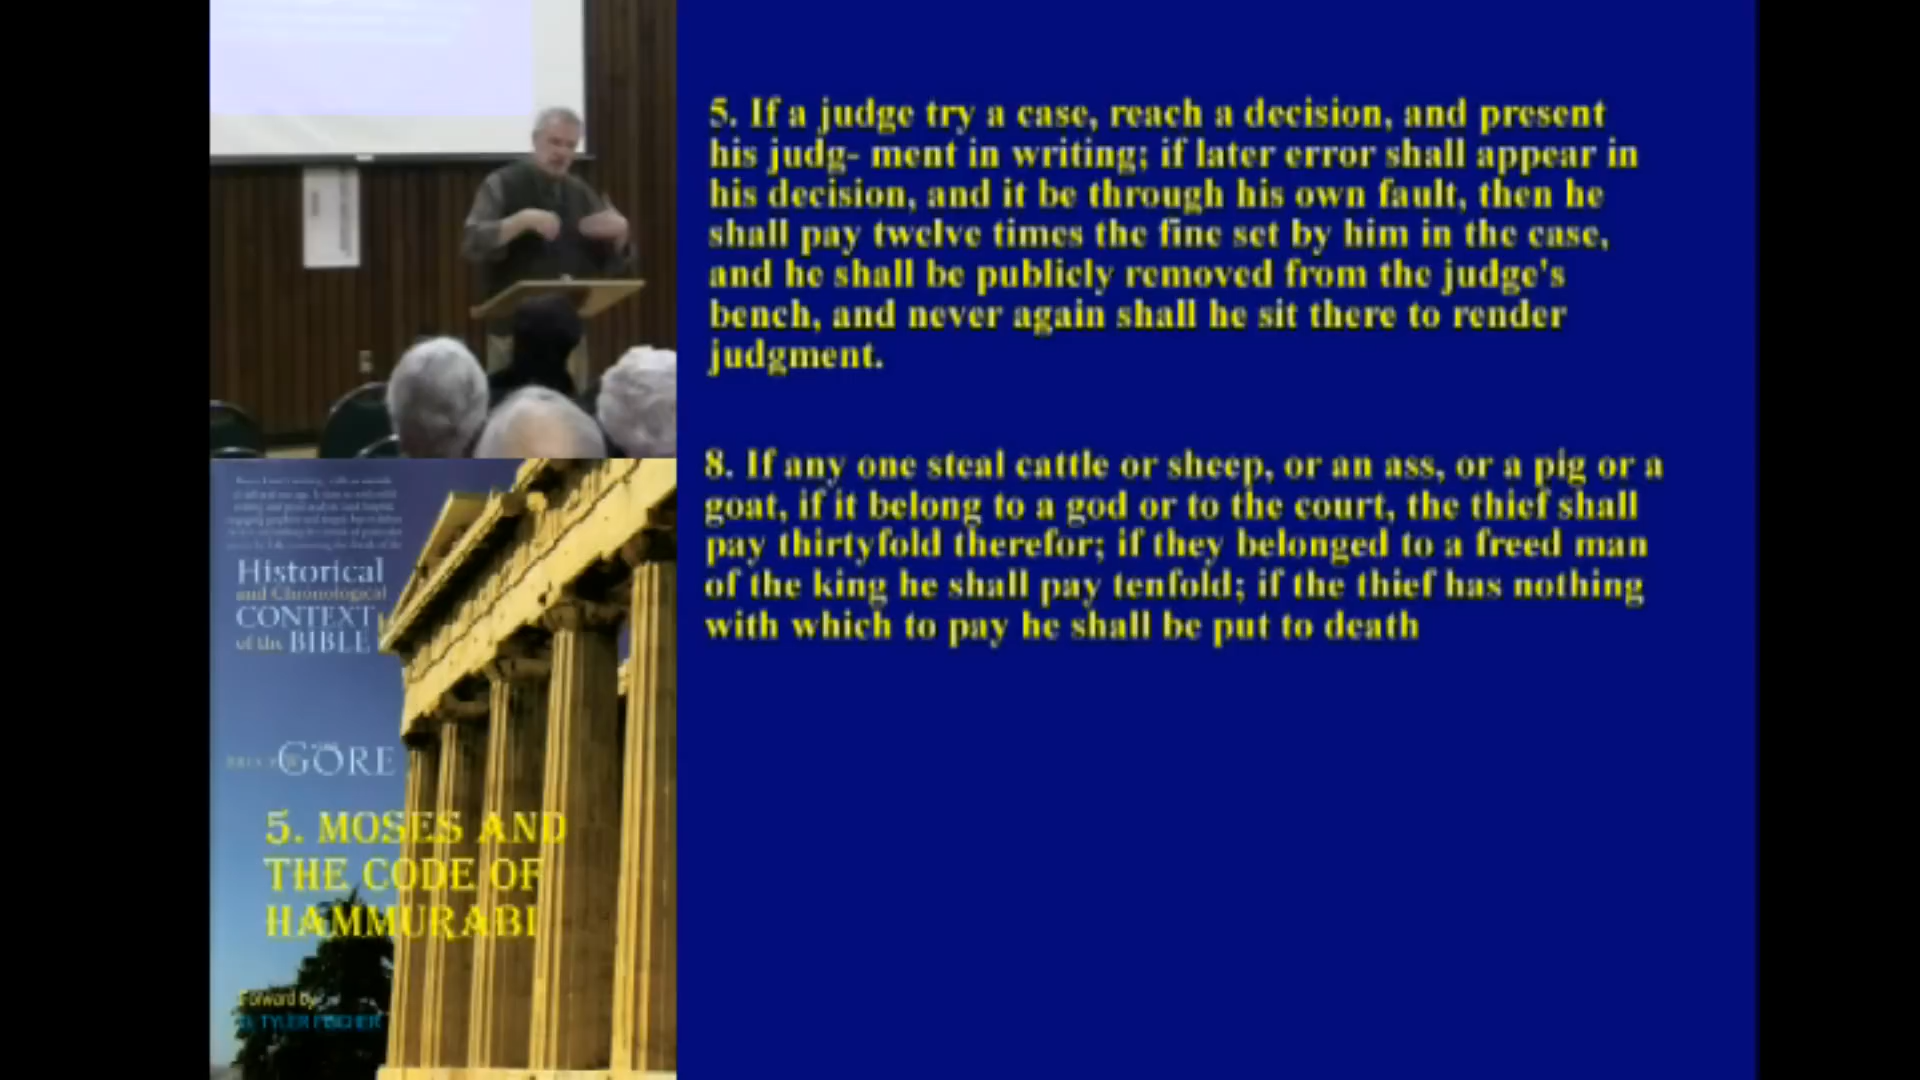 5. If a judge try a case, reach a decision, and present
his judg- ment in writing; if later error shall appear in
his decision, and it be through his own fault, then he
shall pay twelve times the fine set by him in the case,
and he shall be publicly removed from the judge's
bench, and never again shall he sit there to render
judgment.
8. If any one steal cattle or sheep, or an ass, or a pig or a
goat, if it belong to a god or to the court, the thief shall
pay thirtyfold therefor; if they belonged to a freed man
of the king he shall pay tenfold; if the thief has nothing
with which to pay he shall be put to death
Historical
and Chronological
CONTEXT
of the BIBLE
GORE
5. MOSES AND
THE CODE OF
HAMMURABI
Forward by
TYLER FISCHER